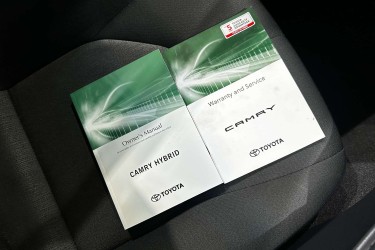 Owner's Manual
CAMRY HYBRID
TOYOTA
Warranty and Service
CAMRY
TOYOTA